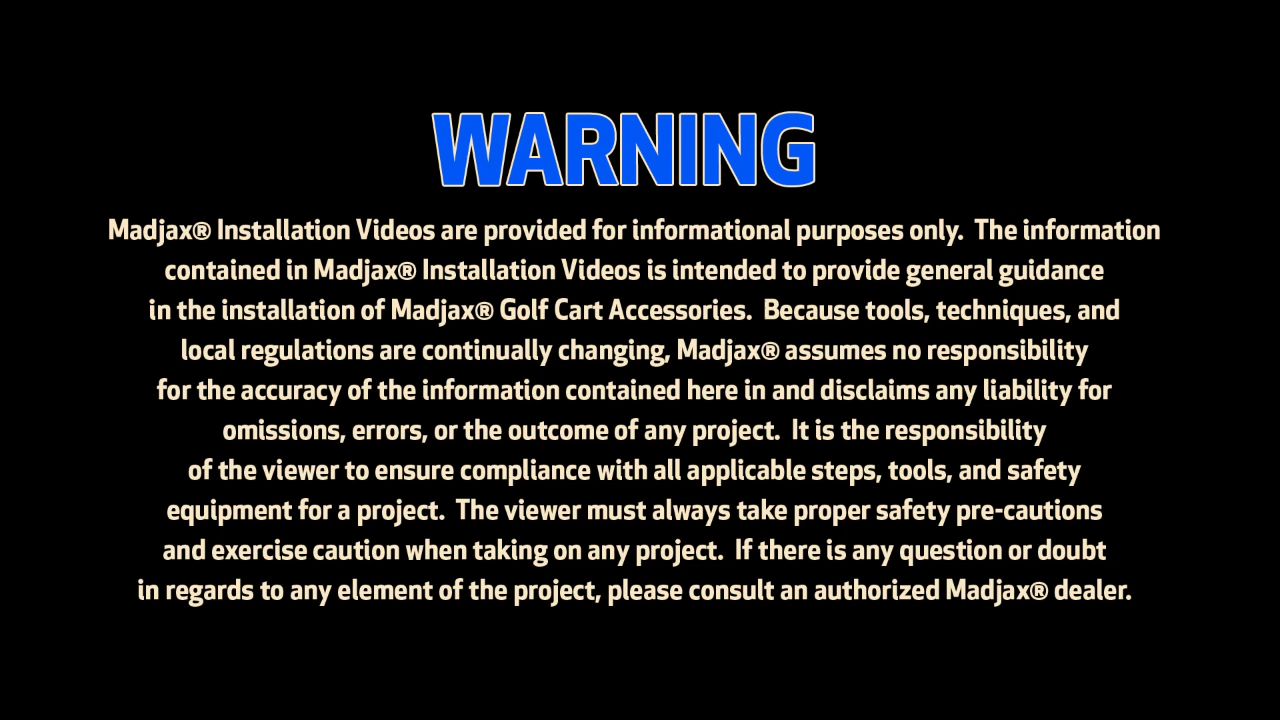 WARNING
Madjax® Installation Videos are provided for informational purposes only.  The information
contained in Madjax® Installation Videos is intended to provide general guidance
in the installation of Madjax® Golf Cart Accessories.  Because tools, techniques, and
local regulations are continually changing, Madjax® assumes no responsibility
for the accuracy of the information contained here in and disclaims any liability for
omissions, errors, or the outcome of any project.  It is the responsibility
of the viewer to ensure compliance with all applicable steps, tools, and safety
equipment for a project.  The viewer must always take proper safety pre-cautions
and exercise caution when taking on any project.  If there is any question or doubt
in regards to any element of the project, please consult an authorized Madjax® dealer.